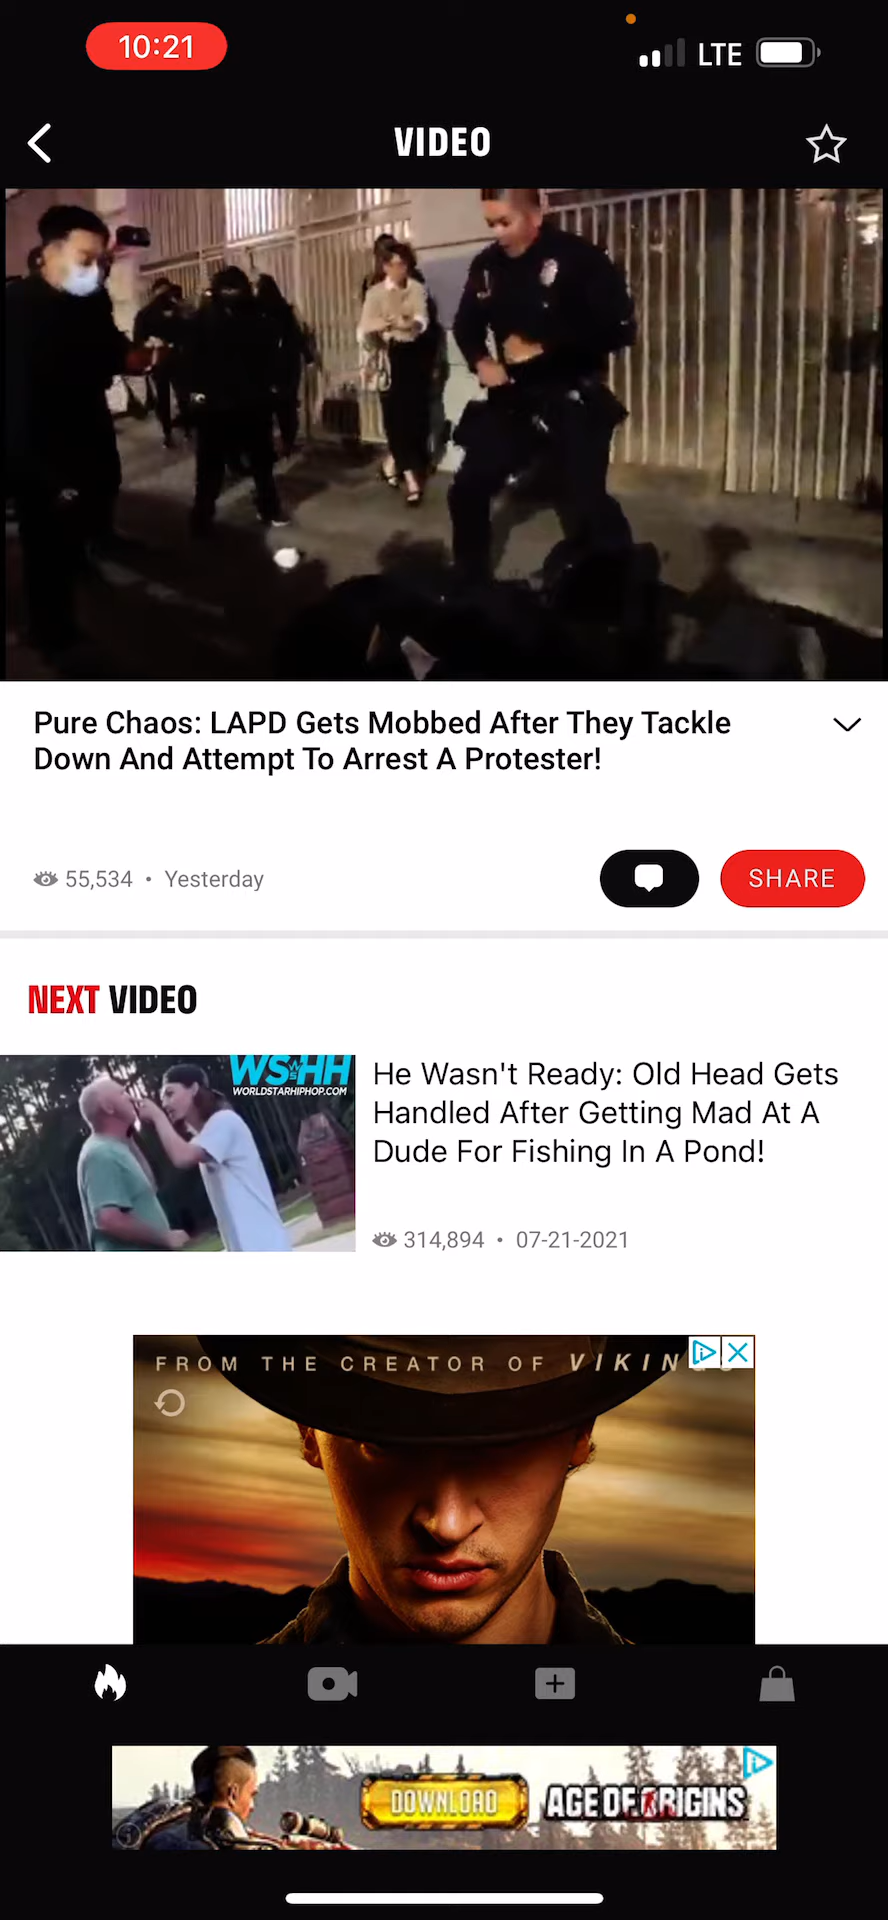 10:21
LTE
VIDEO
Pure Chaos: LAPD Gets Mobbed After They Tackle
Down And Attempt To Arrest A Protester!
55,534 • Yesterday
SHARE
NEXT VIDEO
WSHH
WORLDSTARHIPHOP.COM
He Wasn't Ready: Old Head Gets
Handled After Getting Mad At A
Dude For Fishing In A Pond!
314,894 • 07-21-2021
FROM THE CREATOR OF VIKIN
DOWNLOAD
AGE OF ORIGINS